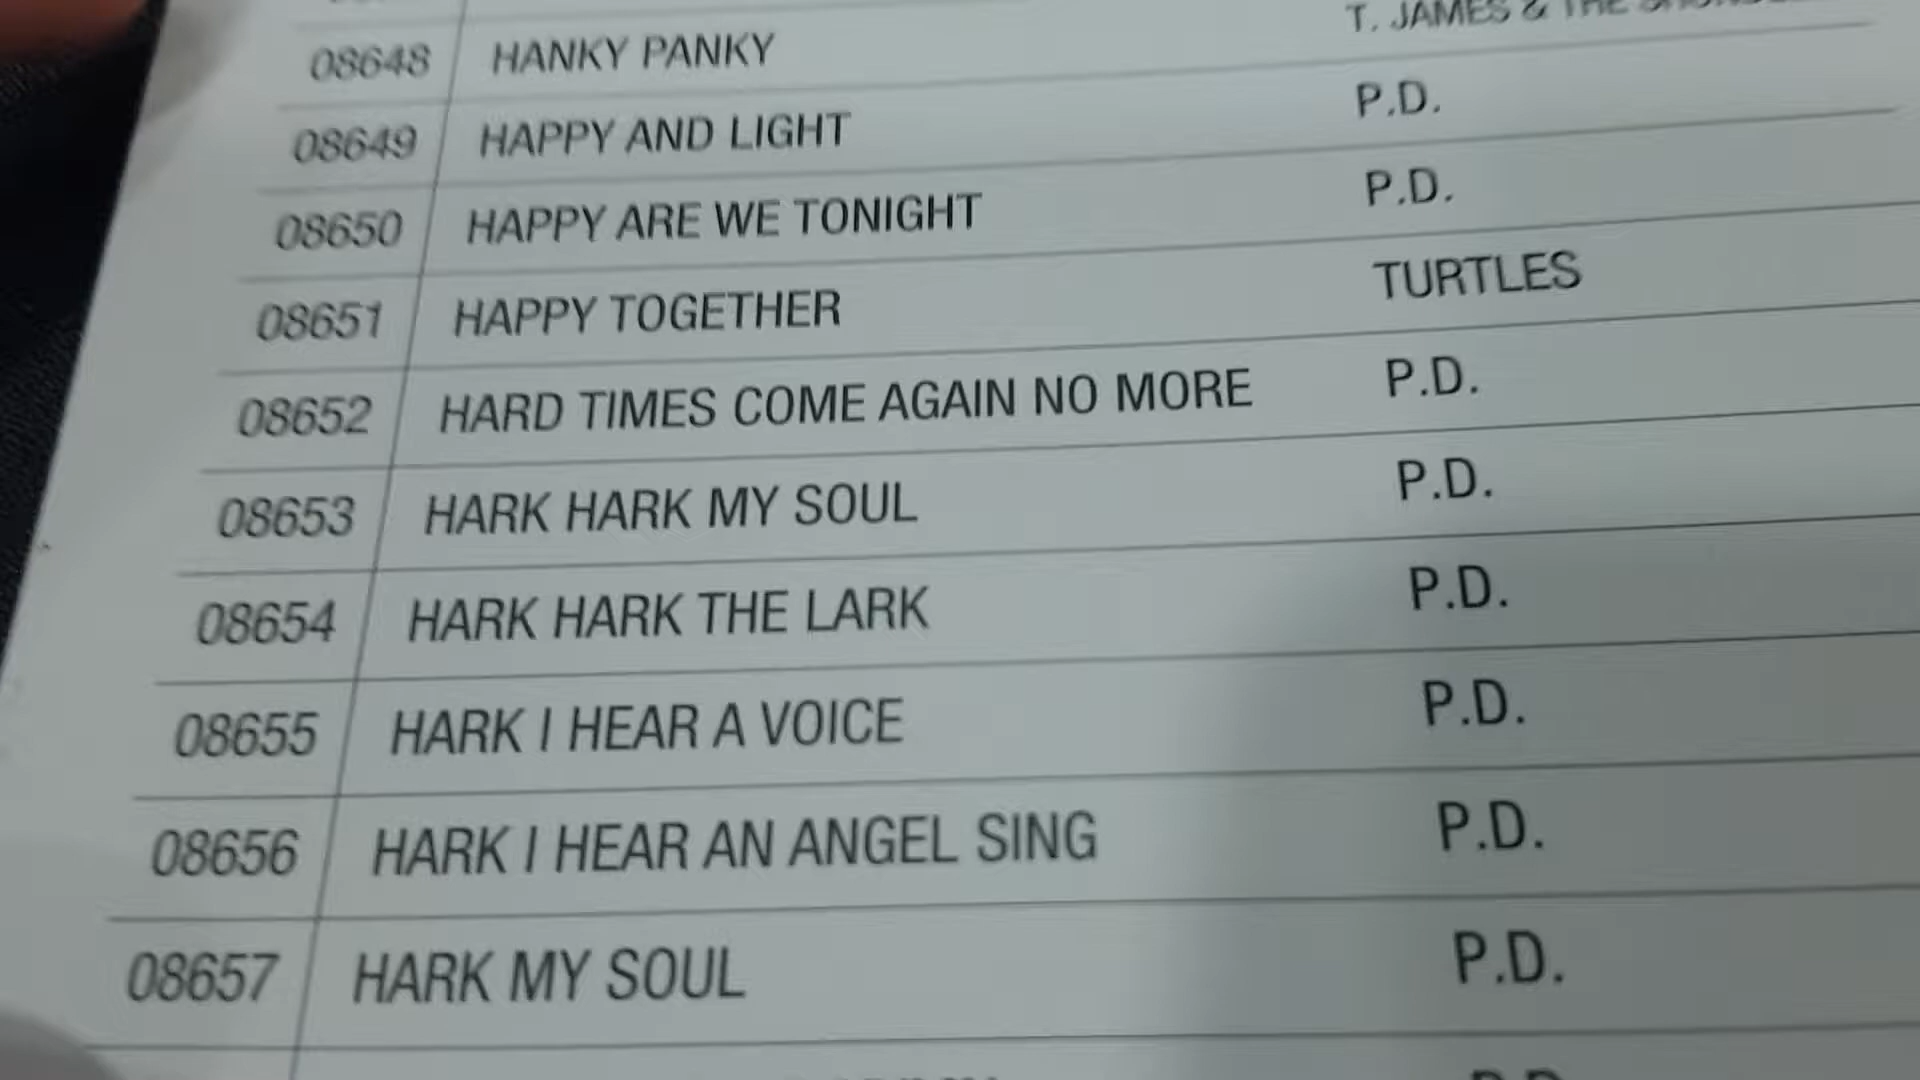 08648 HANKY PANKY T. JAMES & THE
08649 HAPPY AND LIGHT P.D.
08650 HAPPY ARE WE TONIGHT P.D.
08651 HAPPY TOGETHER TURTLES
08652 HARD TIMES COME AGAIN NO MORE P.D.
08653 HARK HARK MY SOUL P.D.
08654 HARK HARK THE LARK P.D.
08655 HARK I HEAR A VOICE P.D.
08656 HARK I HEAR AN ANGEL SING P.D.
08657 HARK MY SOUL P.D.
P.D.